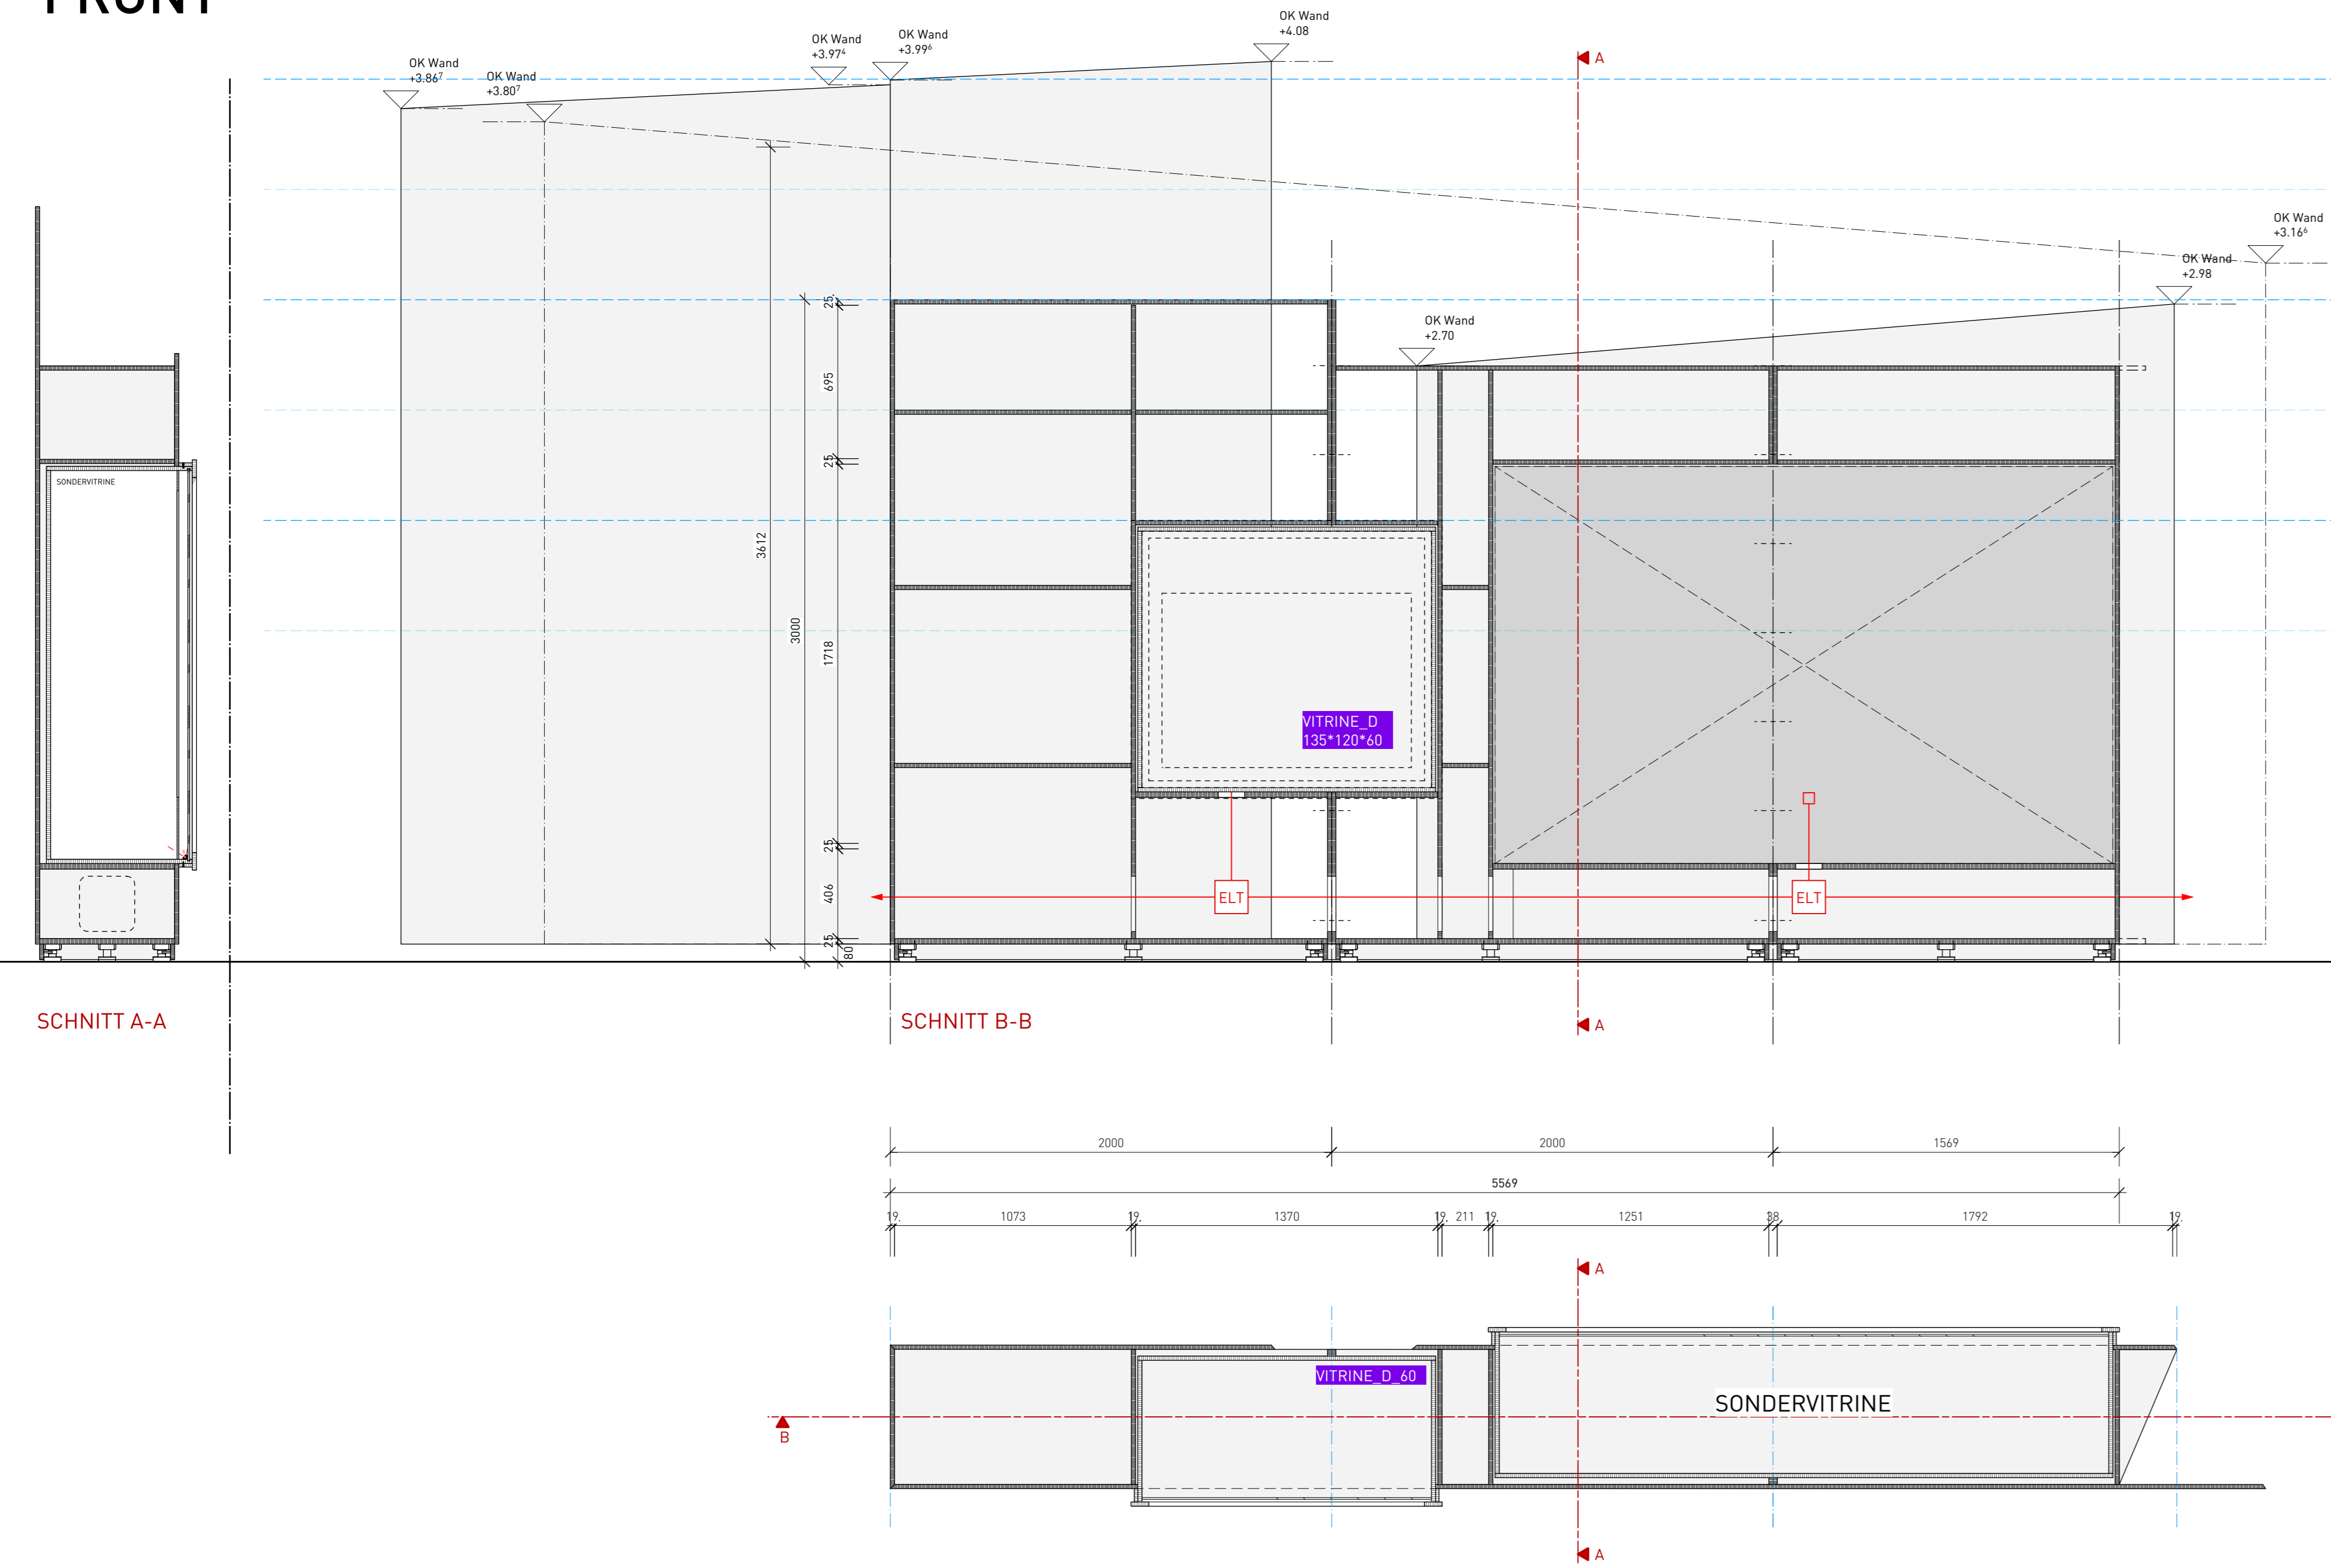 FRONT
OK Wand
+4.08
OK Wand
+3.97⁴
OK Wand
+3.99⁶
OK Wand
+3.86⁷
OK Wand
+3.80⁷
A
OK Wand
+3.16⁶
OK Wand
+2.98
OK Wand
+2.70
25
695
25
SONDERVITRINE
3612
3000
1718
VITRINE_D
135*120*60
25
406
25
80
ELT
ELT
SCHNITT A-A
SCHNITT B-B
A
2000
2000
1569
5569
19.
1073
19.
1370
19.
211
19.
1251
38
1792
19.
A
VITRINE_D_60
SONDERVITRINE
B
A